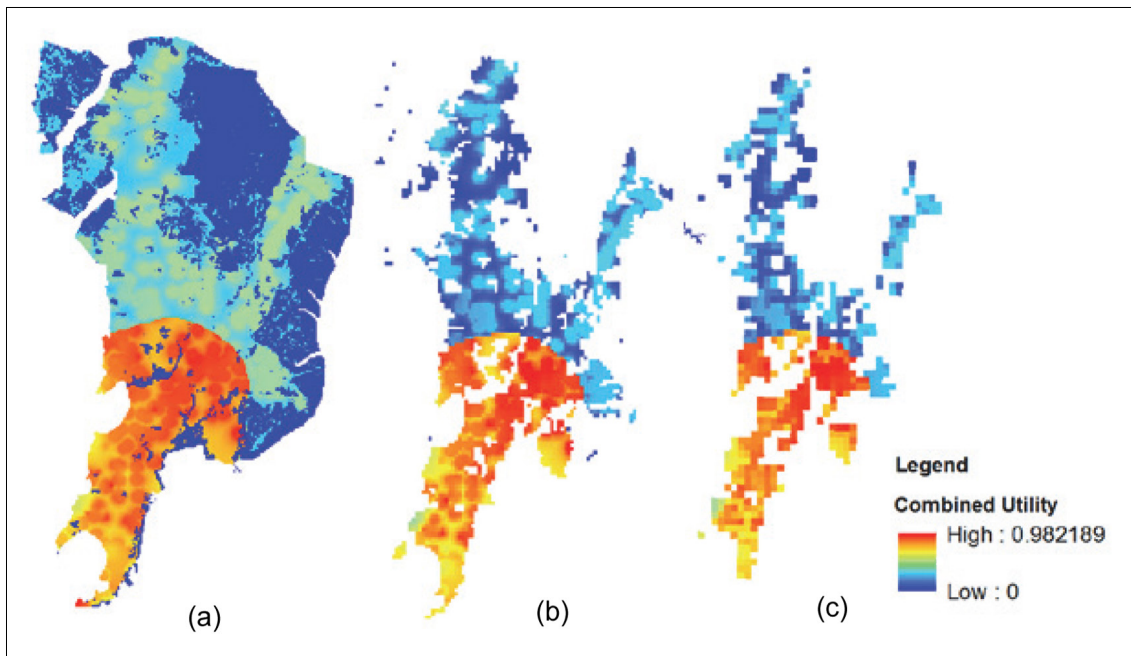 Legend
Combined Utility
High : 0.982189
Low : 0
(a)
(b)
(c)